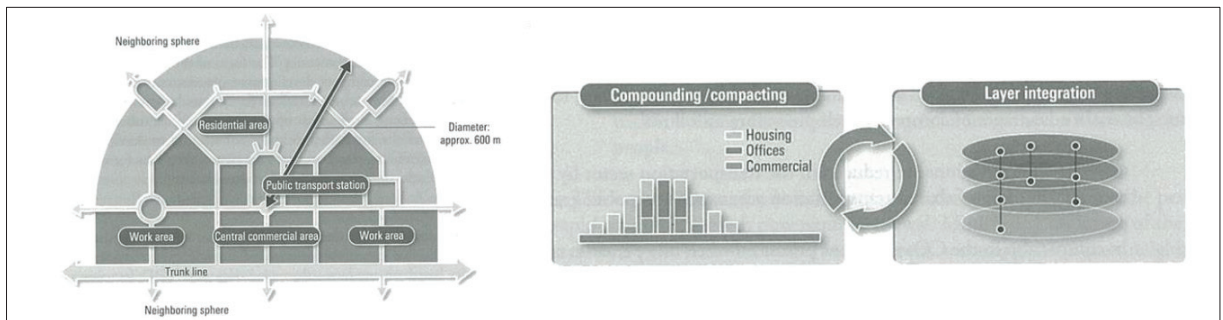 Neighboring sphere
Residential area
Diameter:
approx. 600 m
Public transport station
Work area
Central commercial area
Work area
Trunk line
Neighboring sphere
Compounding /compacting
Housing
Offices
Commercial
Layer integration